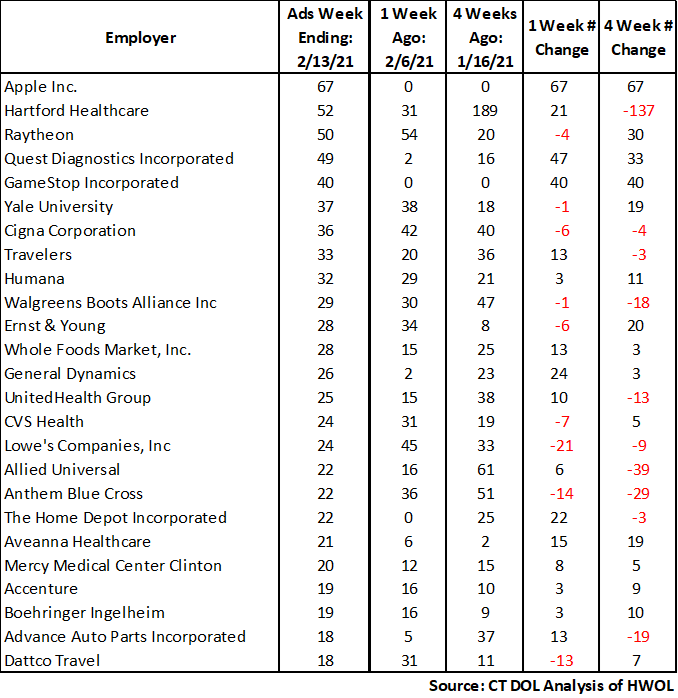 Employer Ads Week Ending: 2/13/21 1 Week Ago: 2/6/21 4 Weeks Ago: 1/16/21 1 Week # Change 4 Week # Change
Apple Inc. 67 0 0 67 67
Hartford Healthcare 52 31 189 21 -137
Raytheon 50 54 20 -4 30
Quest Diagnostics Incorporated 49 2 16 47 33
GameStop Incorporated 40 0 0 40 40
Yale University 37 38 18 -1 19
Cigna Corporation 36 42 40 -6 -4
Travelers 33 20 36 13 -3
Humana 32 29 21 3 11
Walgreens Boots Alliance Inc 29 30 47 -1 -18
Ernst & Young 28 34 8 -6 20
Whole Foods Market, Inc. 28 15 25 13 3
General Dynamics 26 2 23 24 3
UnitedHealth Group 25 15 38 10 -13
CVS Health 24 31 19 -7 5
Lowe's Companies, Inc 24 45 33 -21 -9
Allied Universal 22 16 61 6 -39
Anthem Blue Cross 22 36 51 -14 -29
The Home Depot Incorporated 22 0 25 22 -3
Aveanna Healthcare 21 6 2 15 19
Mercy Medical Center Clinton 20 12 15 8 5
Accenture 19 16 10 3 9
Boehringer Ingelheim 19 16 9 3 10
Advance Auto Parts Incorporated 18 5 37 13 -19
Dattco Travel 18 31 11 -13 7
Source: CT DOL Analysis of HWOL